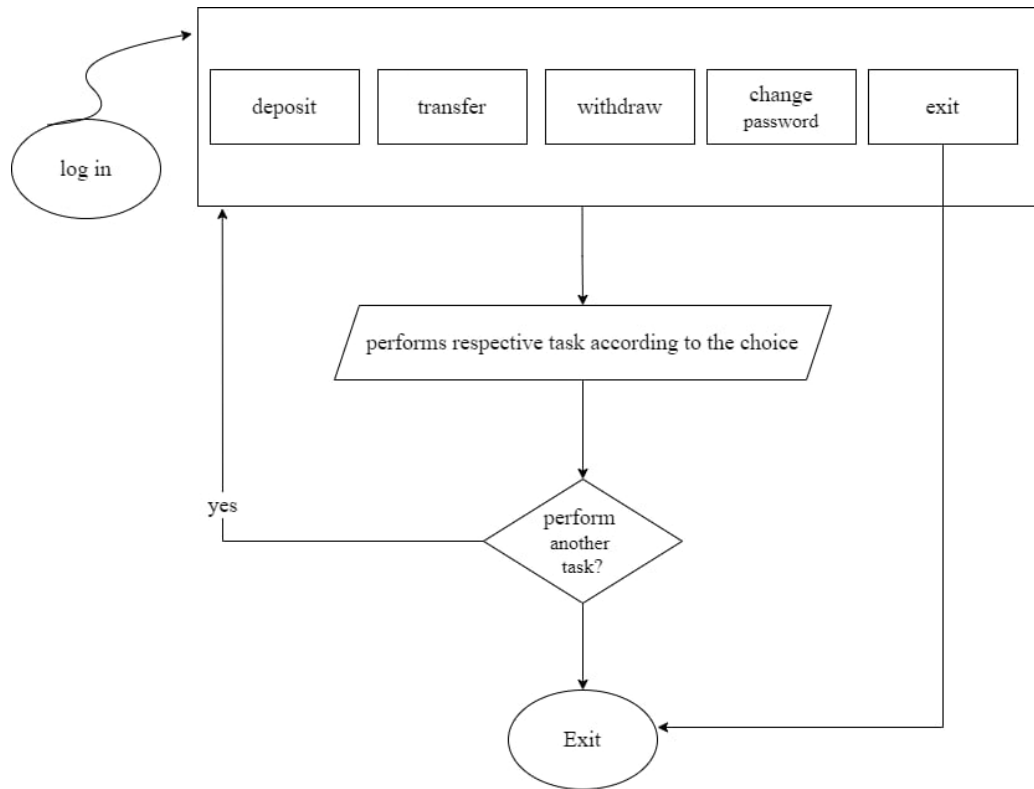 deposit
transfer
withdraw
change
password
exit
log in
performs respective task according to the choice
yes
perform
another
task?
Exit